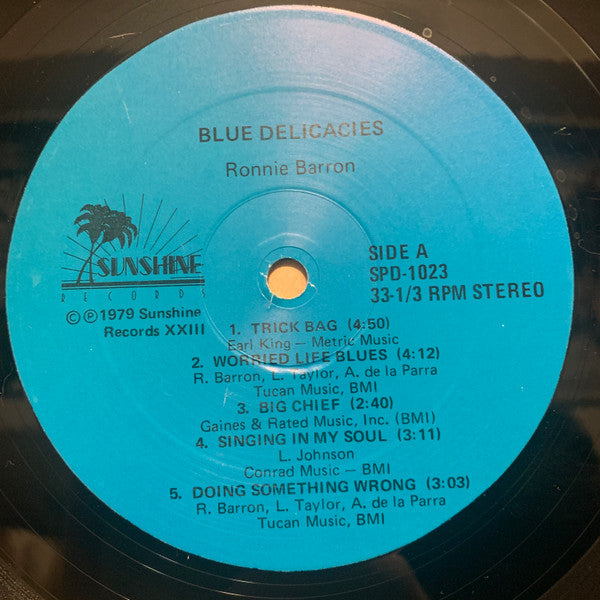 BLUE DELICACIES
Ronnie Barron
SUNSHINE
RECORDS
©℗1979 Sunshine
Records XXIII
SIDE A
SPD-1023
33-1/3 RPM STEREO
1. TRICK BAG (4:50)
Earl King — Metric Music
2. WORRIED LIFE BLUES (4:12)
R. Barron, L. Taylor, A. de la Parra
Tucan Music, BMI
3. BIG CHIEF (2:40)
Gaines & Rated Music, Inc. (BMI)
4. SINGING IN MY SOUL (3:11)
L. Johnson
Conrad Music — BMI
5. DOING SOMETHING WRONG (3:03)
R. Barron, L. Taylor, A. de la Parra
Tucan Music, BMI